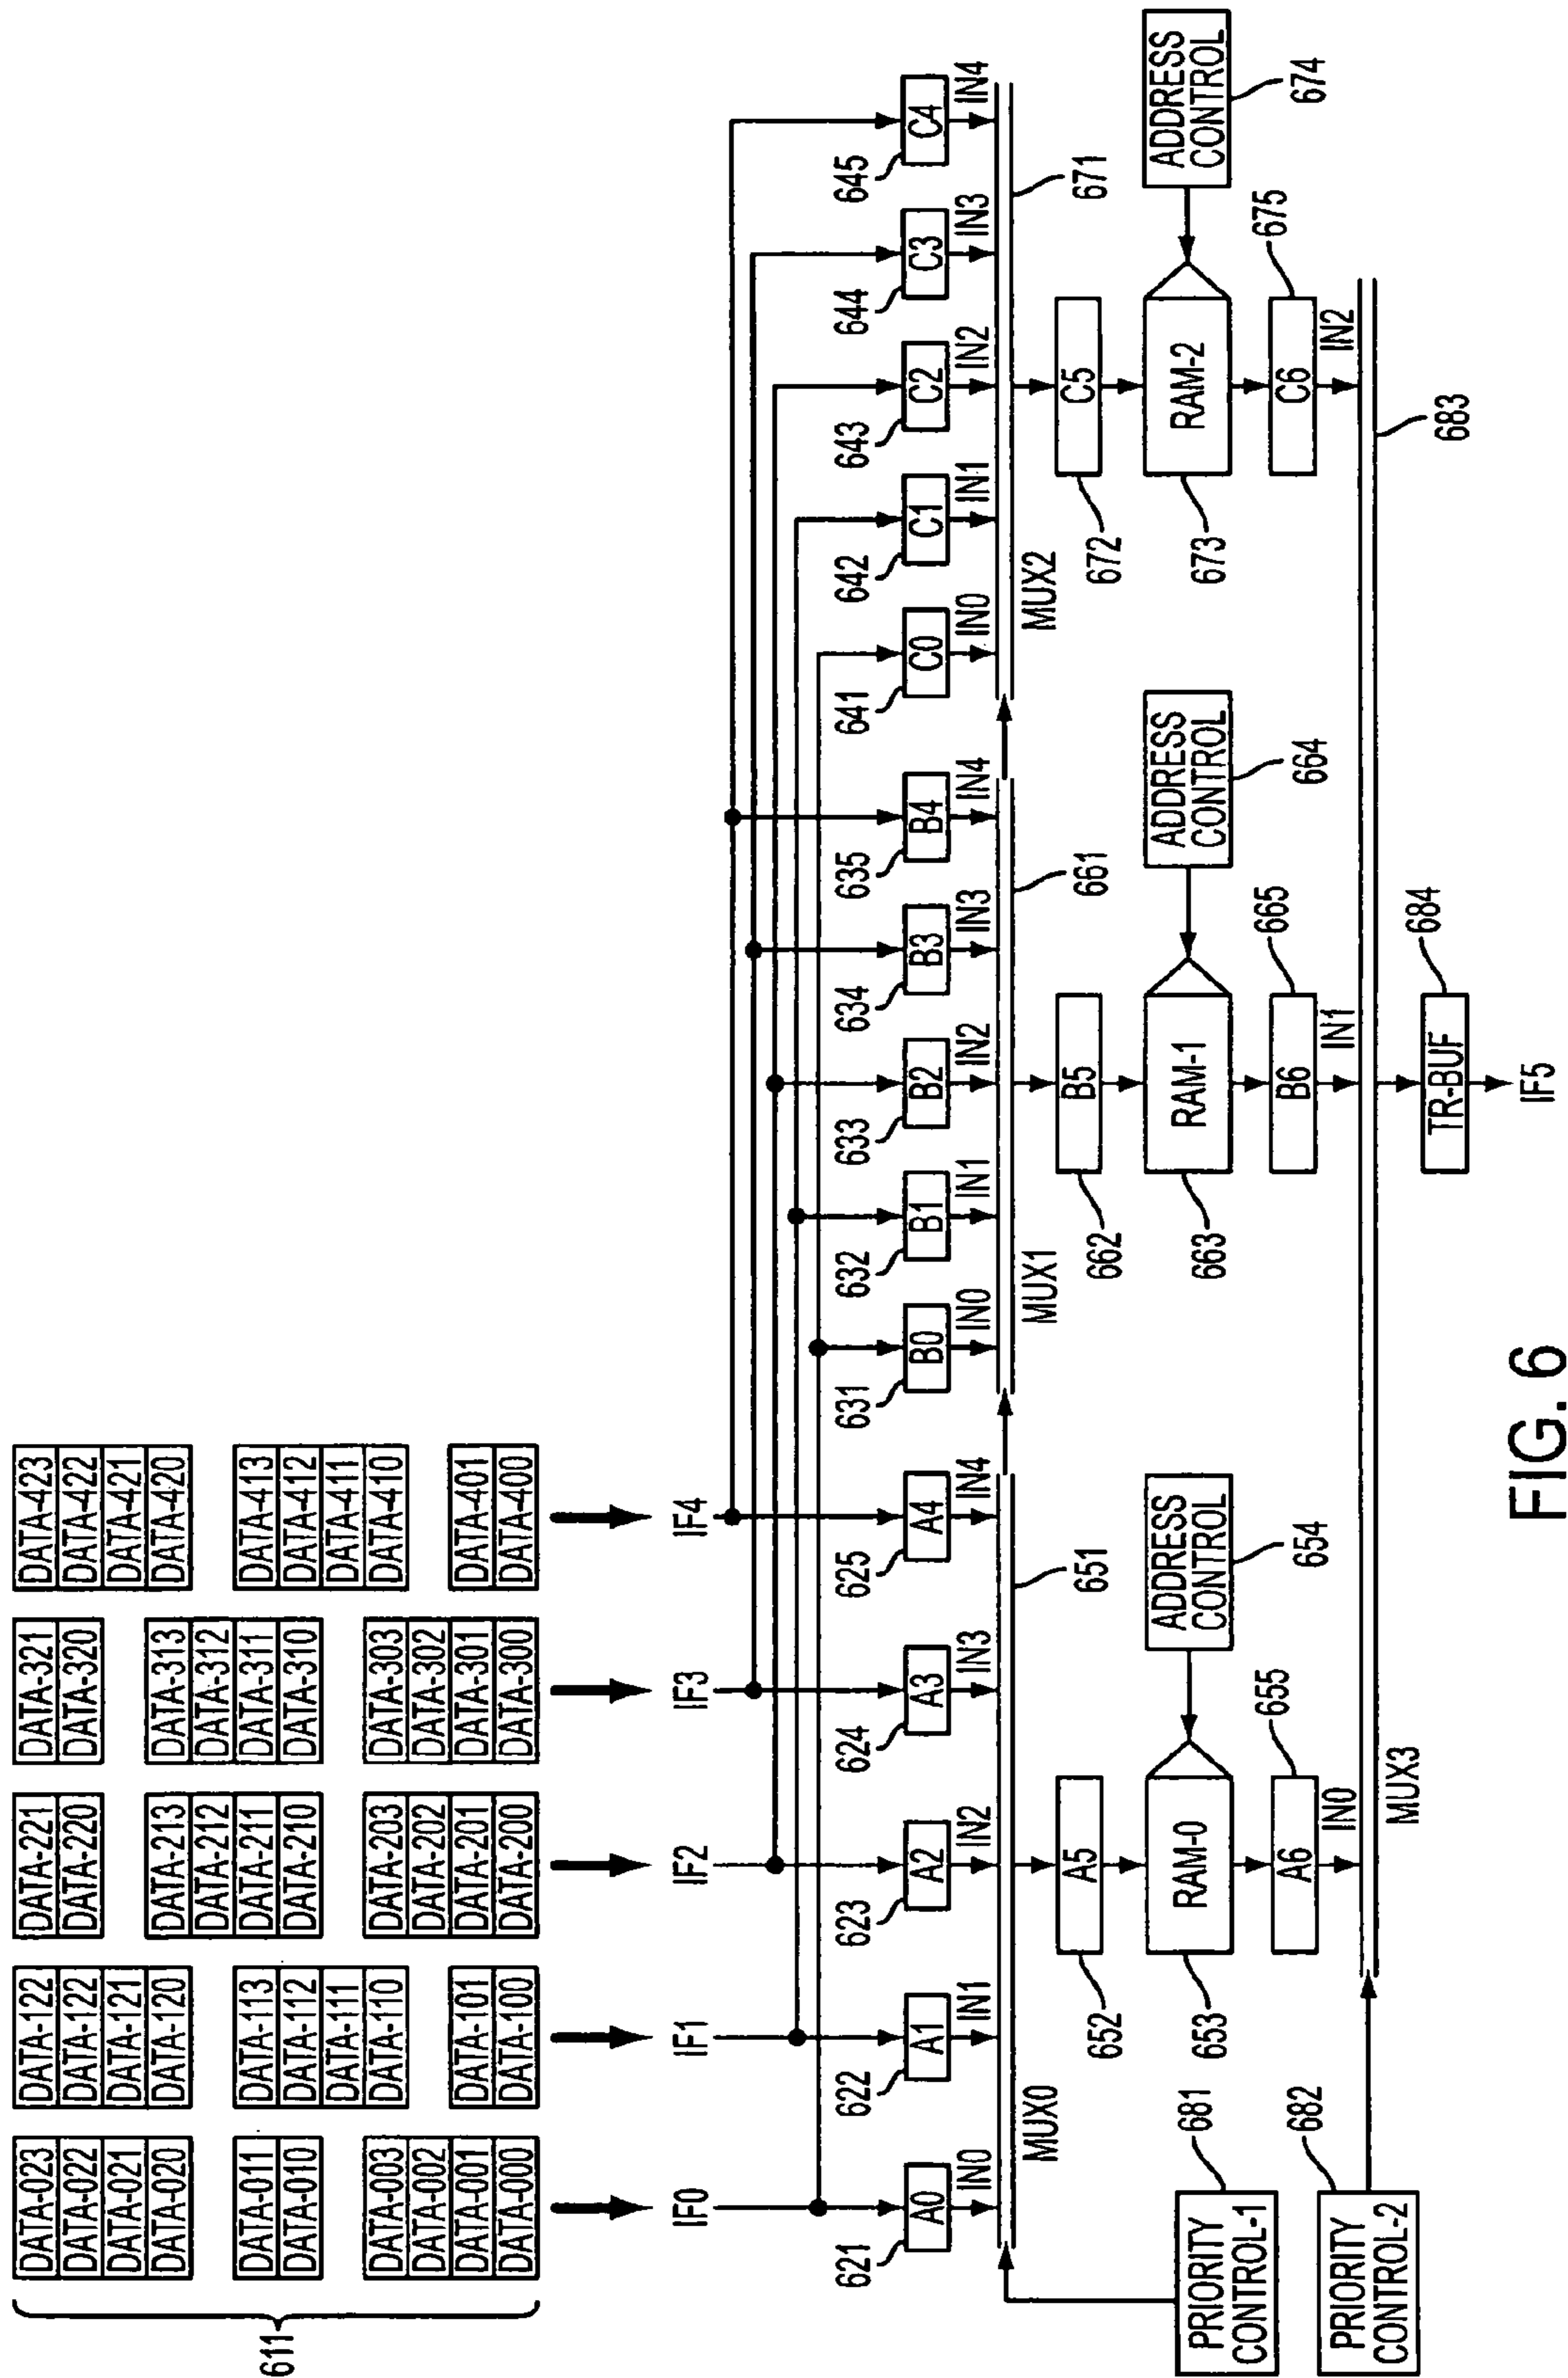 611
DATA-023
DATA-022
DATA-021
DATA-020
DATA-011
DATA-010
DATA-003
DATA-002
DATA-001
DATA-000
DATA-122
DATA-122
DATA-121
DATA-120
DATA-113
DATA-112
DATA-111
DATA-110
DATA-101
DATA-100
DATA-221
DATA-220
DATA-213
DATA-212
DATA-211
DATA-210
DATA-203
DATA-202
DATA-201
DATA-200
DATA-321
DATA-320
DATA-313
DATA-312
DATA-311
DATA-310
DATA-303
DATA-302
DATA-301
DATA-300
DATA-423
DATA-422
DATA-421
DATA-420
DATA-413
DATA-412
DATA-411
DATA-410
DATA-401
DATA-400
IF0
IF1
IF2
IF3
IF4
621
A0
IN0
622
A1
IN1
623
A2
IN2
624
A3
IN3
625
A4
IN4
631
B0
IN0
632
B1
IN1
633
B2
IN2
634
B3
IN3
635
B4
IN4
641
C0
IN0
642
C1
IN1
643
C2
IN2
644
C3
IN3
645
C4
IN4
MUX0
651
MUX1
661
MUX2
671
652
A5
662
B5
672
C5
653
RAM-0
ADDRESS
CONTROL
654
663
RAM-1
ADDRESS
CONTROL
664
673
RAM-2
ADDRESS
CONTROL
674
A6
655
IN0
B6
665
IN1
C6
675
IN2
PRIORITY
CONTROL-1
681
PRIORITY
CONTROL-2
682
MUX3
683
TR-BUF
684
IF5
FIG. 6